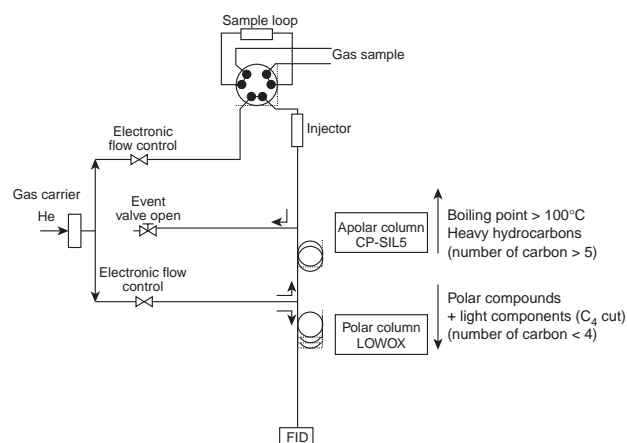 Sample loop
Gas sample
Injector
Electronic
flow control
Gas carrier
He
Event
valve open
Apolar column
CP-SIL5
Boiling point > 100°C
Heavy hydrocarbons
(number of carbon > 5)
Electronic flow
control
Polar column
LOWOX
Polar compounds
+ light components (C₄ cut)
(number of carbon < 4)
FID